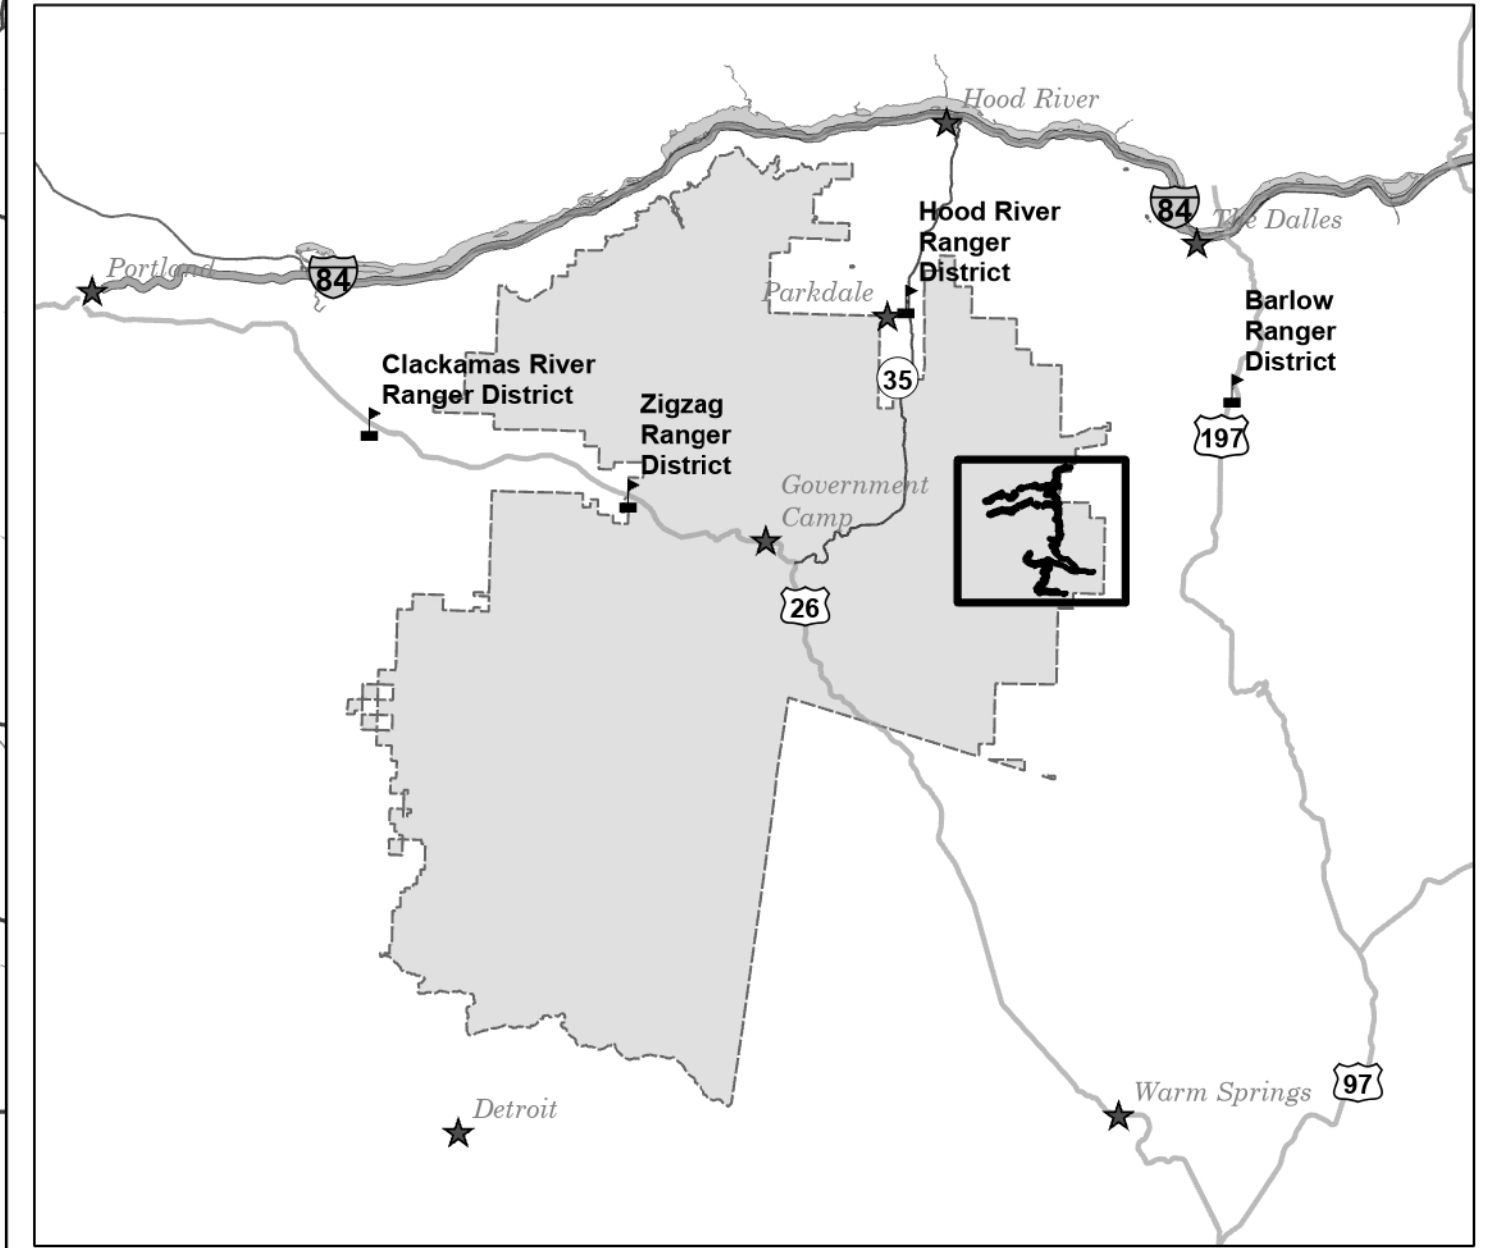 Hood River
84
The Dalles
Hood River
Ranger
District
Portland
84
Parkdale
Barlow
Ranger
District
Clackamas River
Ranger District
35
Zigzag
Ranger
District
197
Government
Camp
26
97
Warm Springs
Detroit